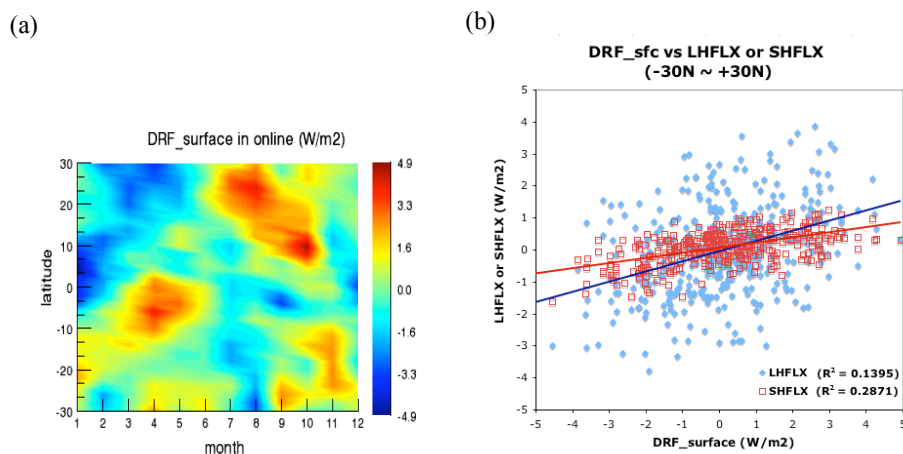 (a)
DRF_surface in online (W/m2)
30
20
10
0
-10
-20
-30
latitude
1 2 3 4 5 6 7 8 9 10 11 12
month
4.9
3.3
1.6
0.0
-1.6
-3.3
-4.9
(b)
DRF_sfc vs LHFLX or SHFLX
(-30N ~ +30N)
LHFLX or SHFLX (W/m2)
5
4
3
2
1
0
-1
-2
-3
-4
-5
LHFLX (R² = 0.1395)
SHFLX (R² = 0.2871)
-5 -4 -3 -2 -1 0 1 2 3 4 5
DRF_surface (W/m2)